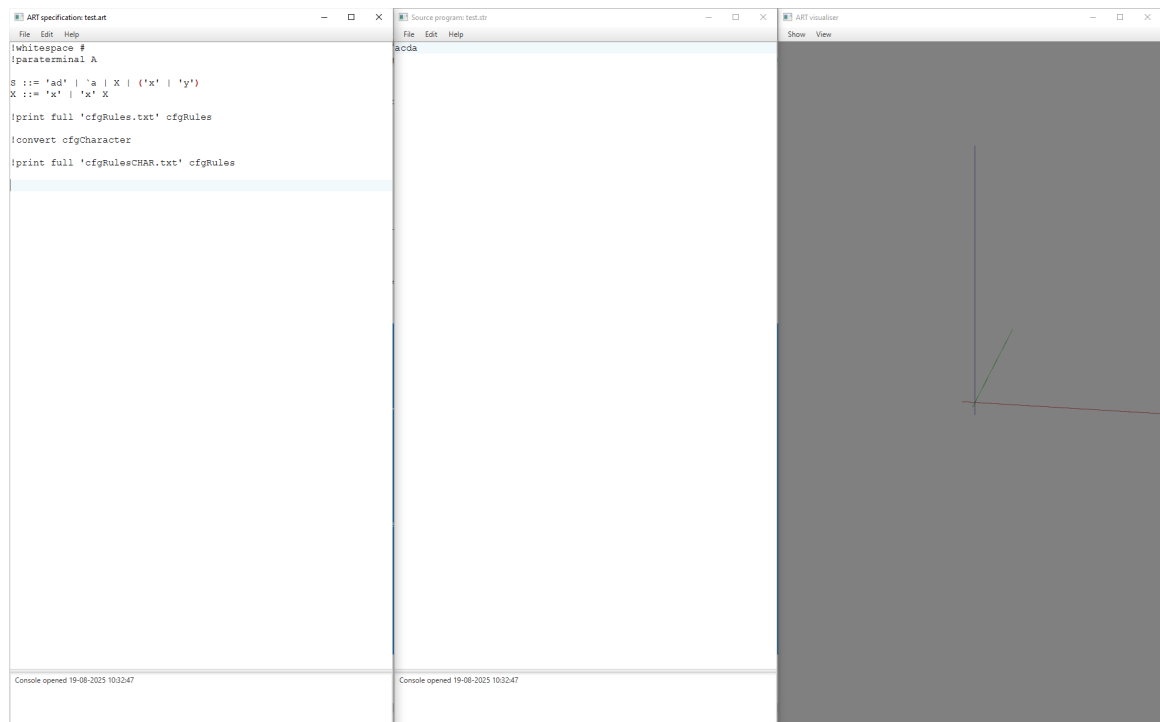 ART specification: test.art
File Edit Help
!whitespace #
!paraterminal A
S ::= 'ad' | `a | X | ('x' | 'y')
X ::= 'x' | 'x' X
!print full 'cfgRules.txt' cfgRules
!convert cfgCharacter
!print full 'cfgRulesCHAR.txt' cfgRules
Console opened 19-08-2025 10:32:47
Source program: test.str
File Edit Help
acda
Console opened 19-08-2025 10:32:47
ART visualiser
Show View